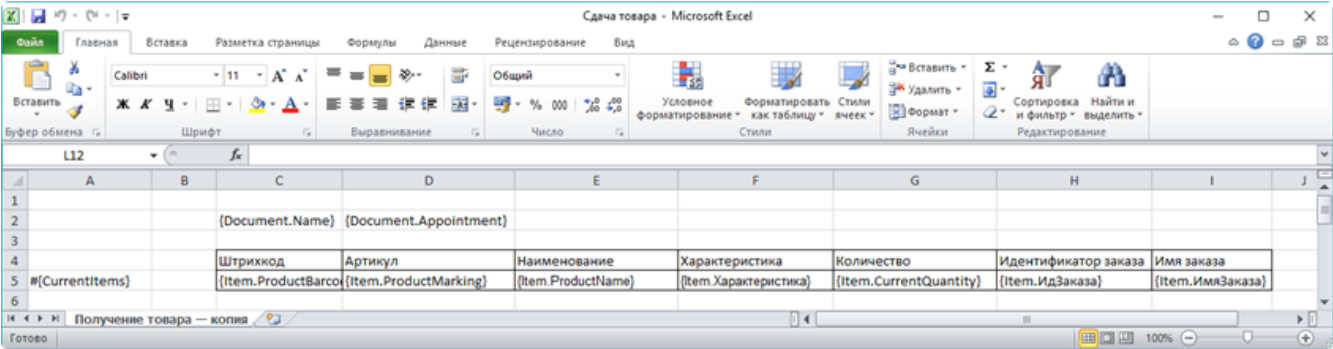 Сдача товара - Microsoft Excel
Файл Главная Вставка Разметка страницы Формулы Данные Рецензирование Вид
Вставить
Буфер обмена
Calibri 11
Ж К Ч
Шрифт
Выравнивание
Общий
% 000
Число
Условное форматирование
Форматировать как таблицу
Стили ячеек
Стили
Вставить
Удалить
Формат
Ячейки
Σ
Сортировка и фильтр
Найти и выделить
Редактирование
L12 fx
A B C D E F G H I J
1
2 {Document.Name} {Document.Appointment}
3
4 Штрихкод Артикул Наименование Характеристика Количество Идентификатор заказа Имя заказа
5 #{CurrentItems} {Item.ProductBarco {Item.ProductMarking} {Item.ProductName} {Item.Характеристика} {Item.CurrentQuantity} {Item.ИдЗаказа} {Item.ИмяЗаказа}
6
Получение товара — копия
Готово 100%